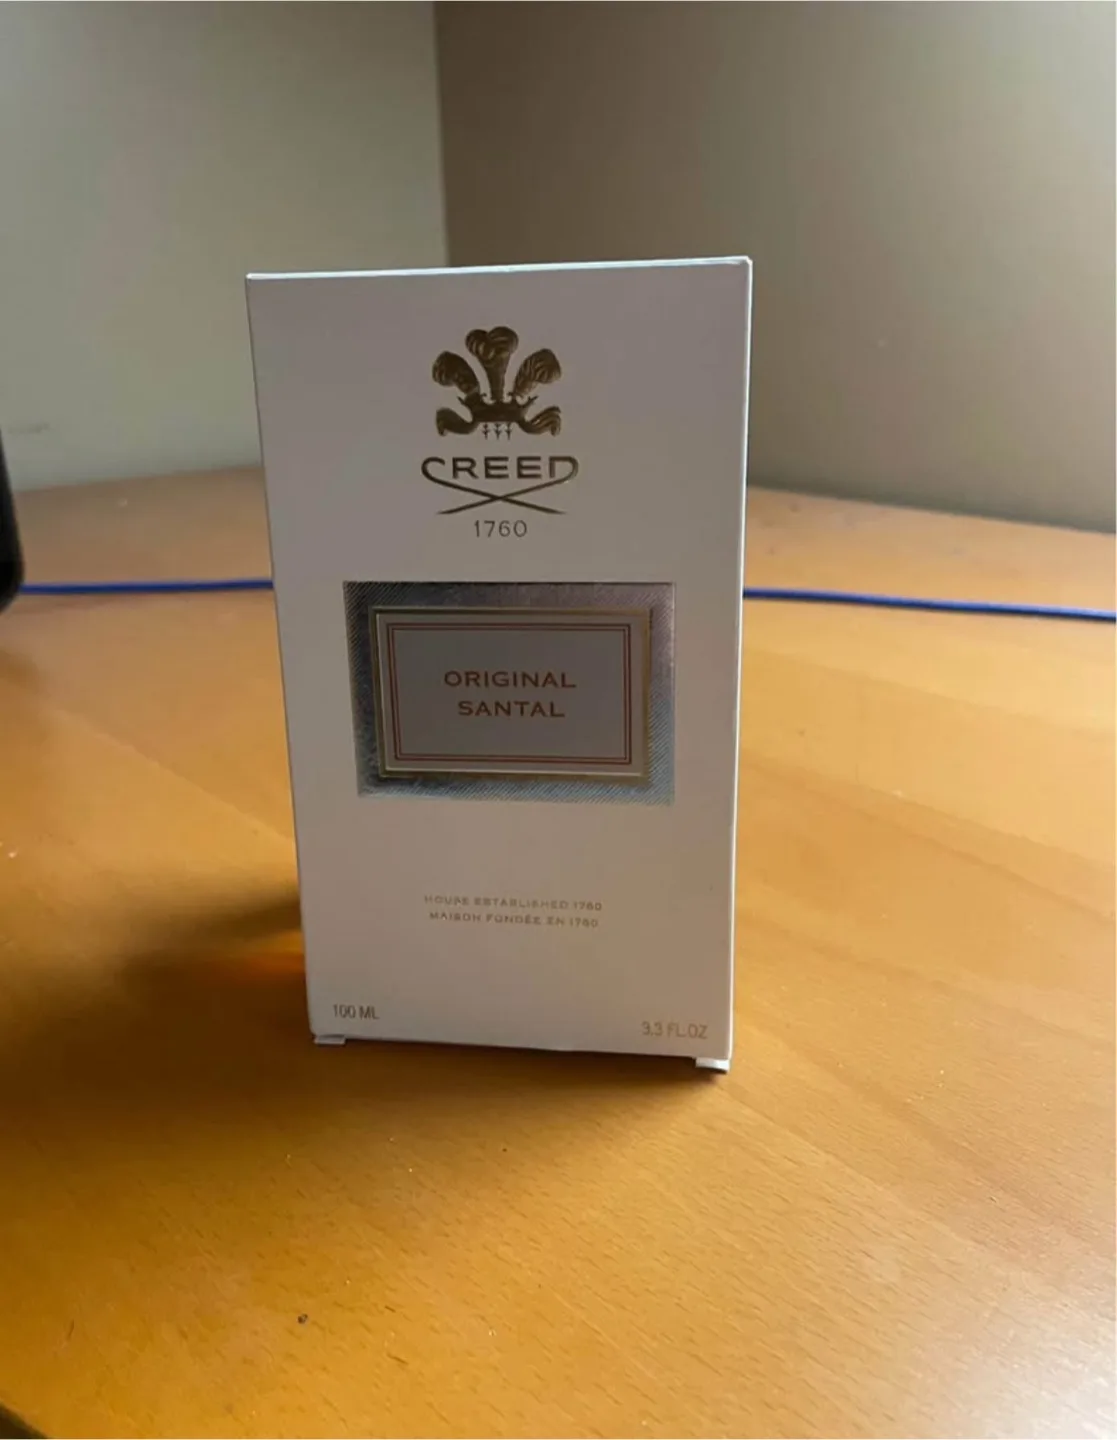 CREED
1760
ORIGINAL
SANTAL
HOUSE ESTABLISHED 1760
MAISON FONDÉE EN 1760
100 ML
3.3 FL.OZ